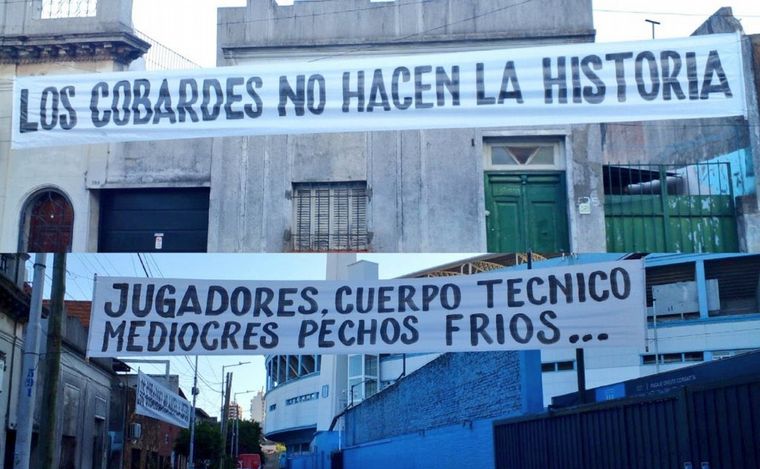 LOS COBARDES NO HACEN LA HISTORIA
JUGADORES, CUERPO TECNICO
MEDIOCRES PECHOS FRIOS...